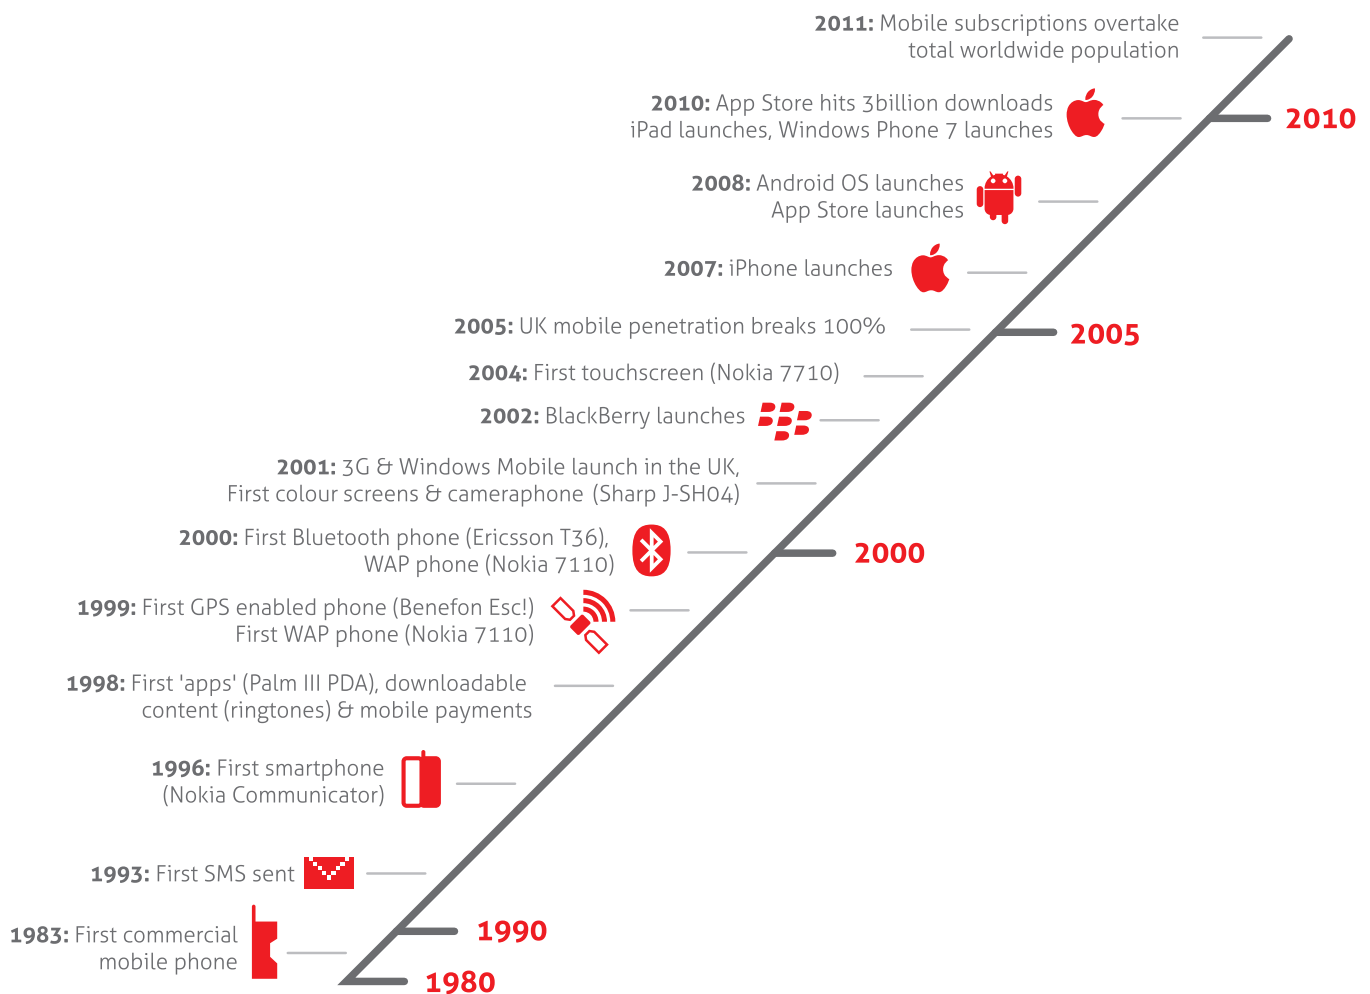 2011: Mobile subscriptions overtake
total worldwide population
2010: App Store hits 3billion downloads
iPad launches, Windows Phone 7 launches
2010
2008: Android OS launches
App Store launches
2007: iPhone launches
2005: UK mobile penetration breaks 100%
2005
2004: First touchscreen (Nokia 7710)
2002: BlackBerry launches
2001: 3G & Windows Mobile launch in the UK,
First colour screens & cameraphone (Sharp J-SH04)
2000: First Bluetooth phone (Ericsson T36),
WAP phone (Nokia 7110)
2000
1999: First GPS enabled phone (Benefon Esc!)
First WAP phone (Nokia 7110)
1998: First 'apps' (Palm III PDA), downloadable
content (ringtones) & mobile payments
1996: First smartphone
(Nokia Communicator)
1993: First SMS sent
1990
1983: First commercial
mobile phone
1980